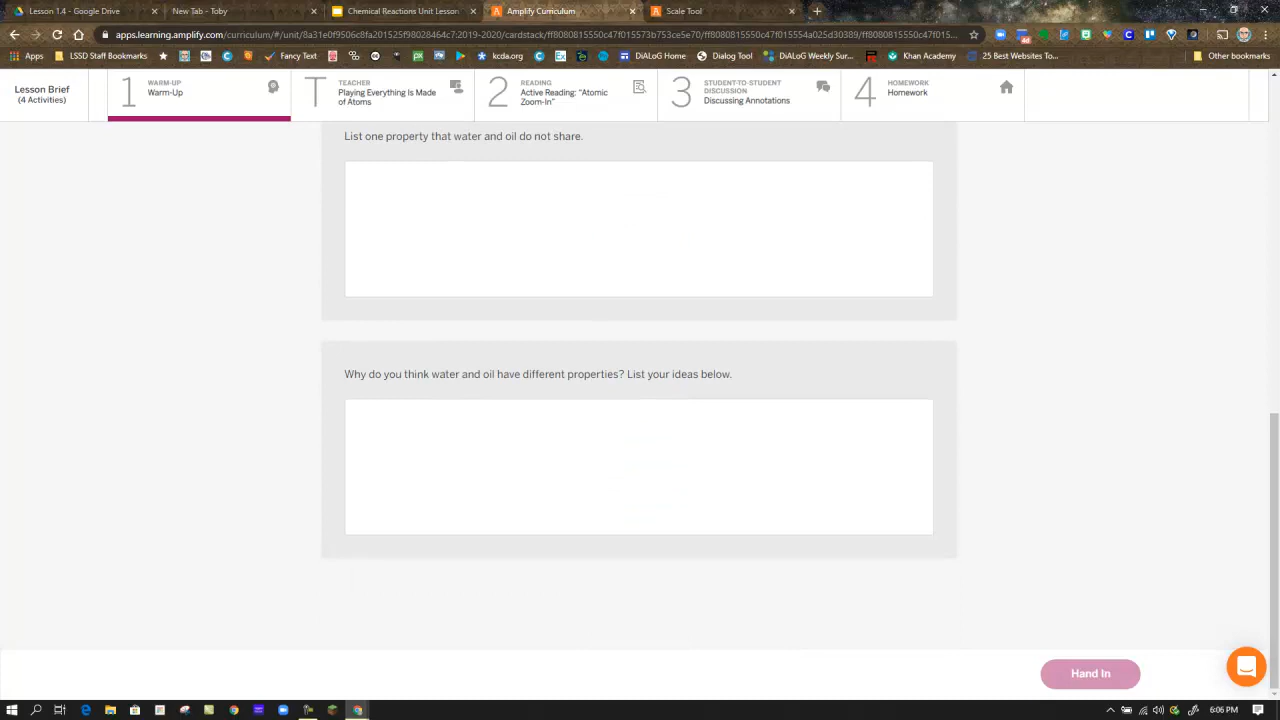 Lesson 1.4 - Google Drive
New Tab - Toby
Chemical Reactions Unit Lesson
Amplify Curriculum
Scale Tool
apps.learning.amplify.com/curriculum/#/unit/8a31e0f9506c8fa201525f98028464c7:2019-2020/cardstack/ff8080815550c47f015573b753ce5e70/ff8080815550c47f015554a025d30389/ff8080815550c47f015...
Apps
LSSD Staff Bookmarks
Fancy Text
kcda.org
DiALoG Home
Dialog Tool
DiALoG Weekly Sur...
Khan Academy
25 Best Websites To...
Other bookmarks
Lesson Brief
(4 Activities)
1
WARM-UP
Warm-Up
T
TEACHER
Playing Everything Is Made
of Atoms
2
READING
Active Reading: "Atomic
Zoom-In"
3
STUDENT-TO-STUDENT
DISCUSSION
Discussing Annotations
4
HOMEWORK
Homework
List one property that water and oil do not share.
Why do you think water and oil have different properties? List your ideas below.
Hand In
6:06 PM